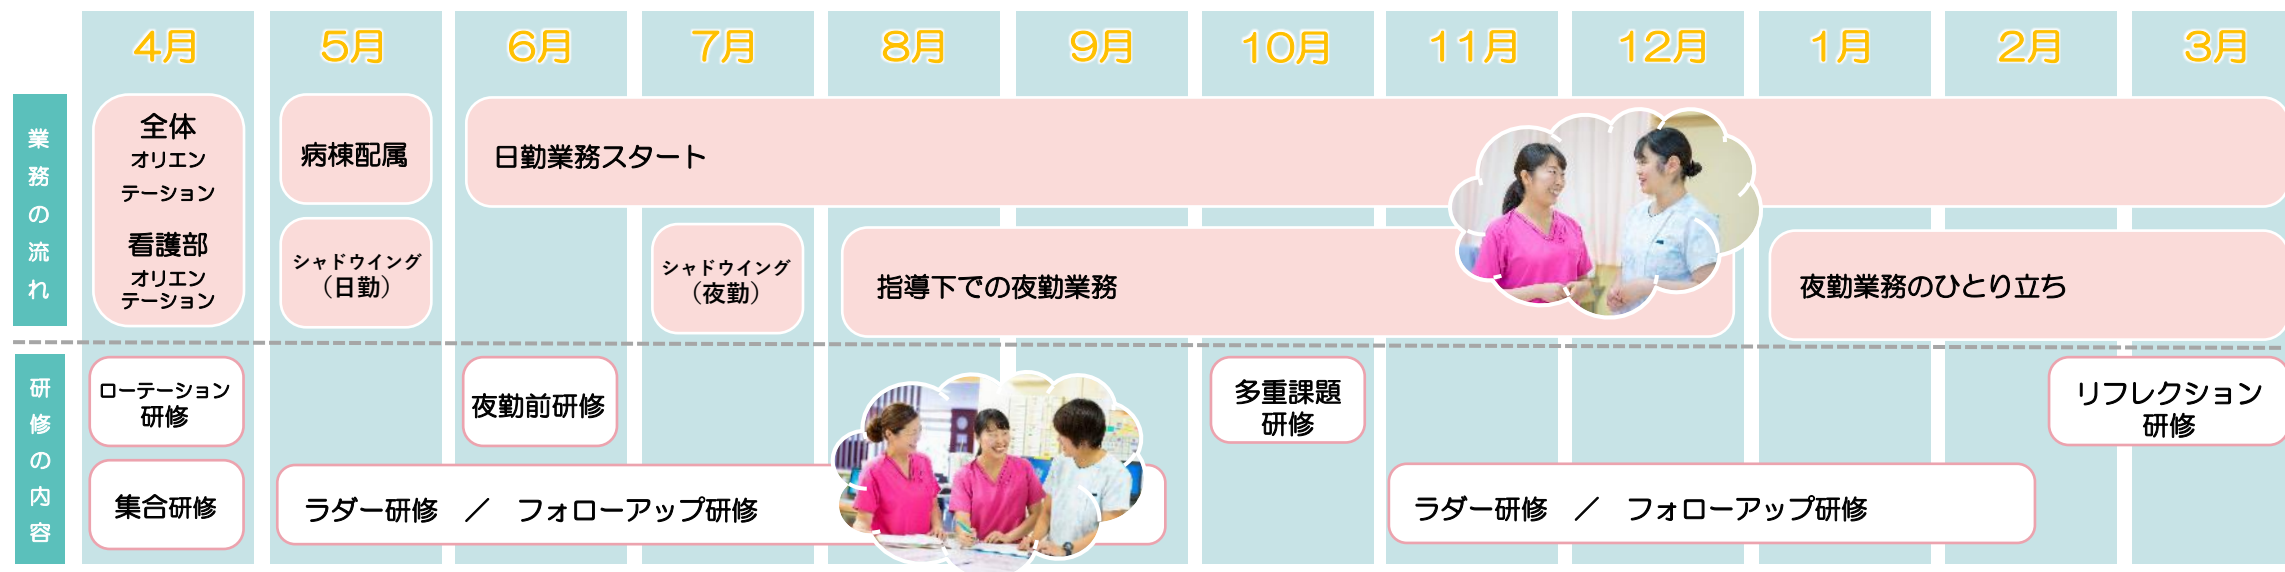 4月
5月
6月
7月
8月
9月
10月
11月
12月
1月
2月
3月
業務の流れ
全体
オリエン
テーション
看護部
オリエン
テーション
病棟配属
シャドウイング
（日勤）
日勤業務スタート
シャドウイング
（夜勤）
指導下での夜勤業務
夜勤業務のひとり立ち
研修の内容
ローテーション
研修
集合研修
夜勤前研修
ラダー研修　／　フォローアップ研修
多重課題
研修
ラダー研修　／　フォローアップ研修
リフレクション
研修